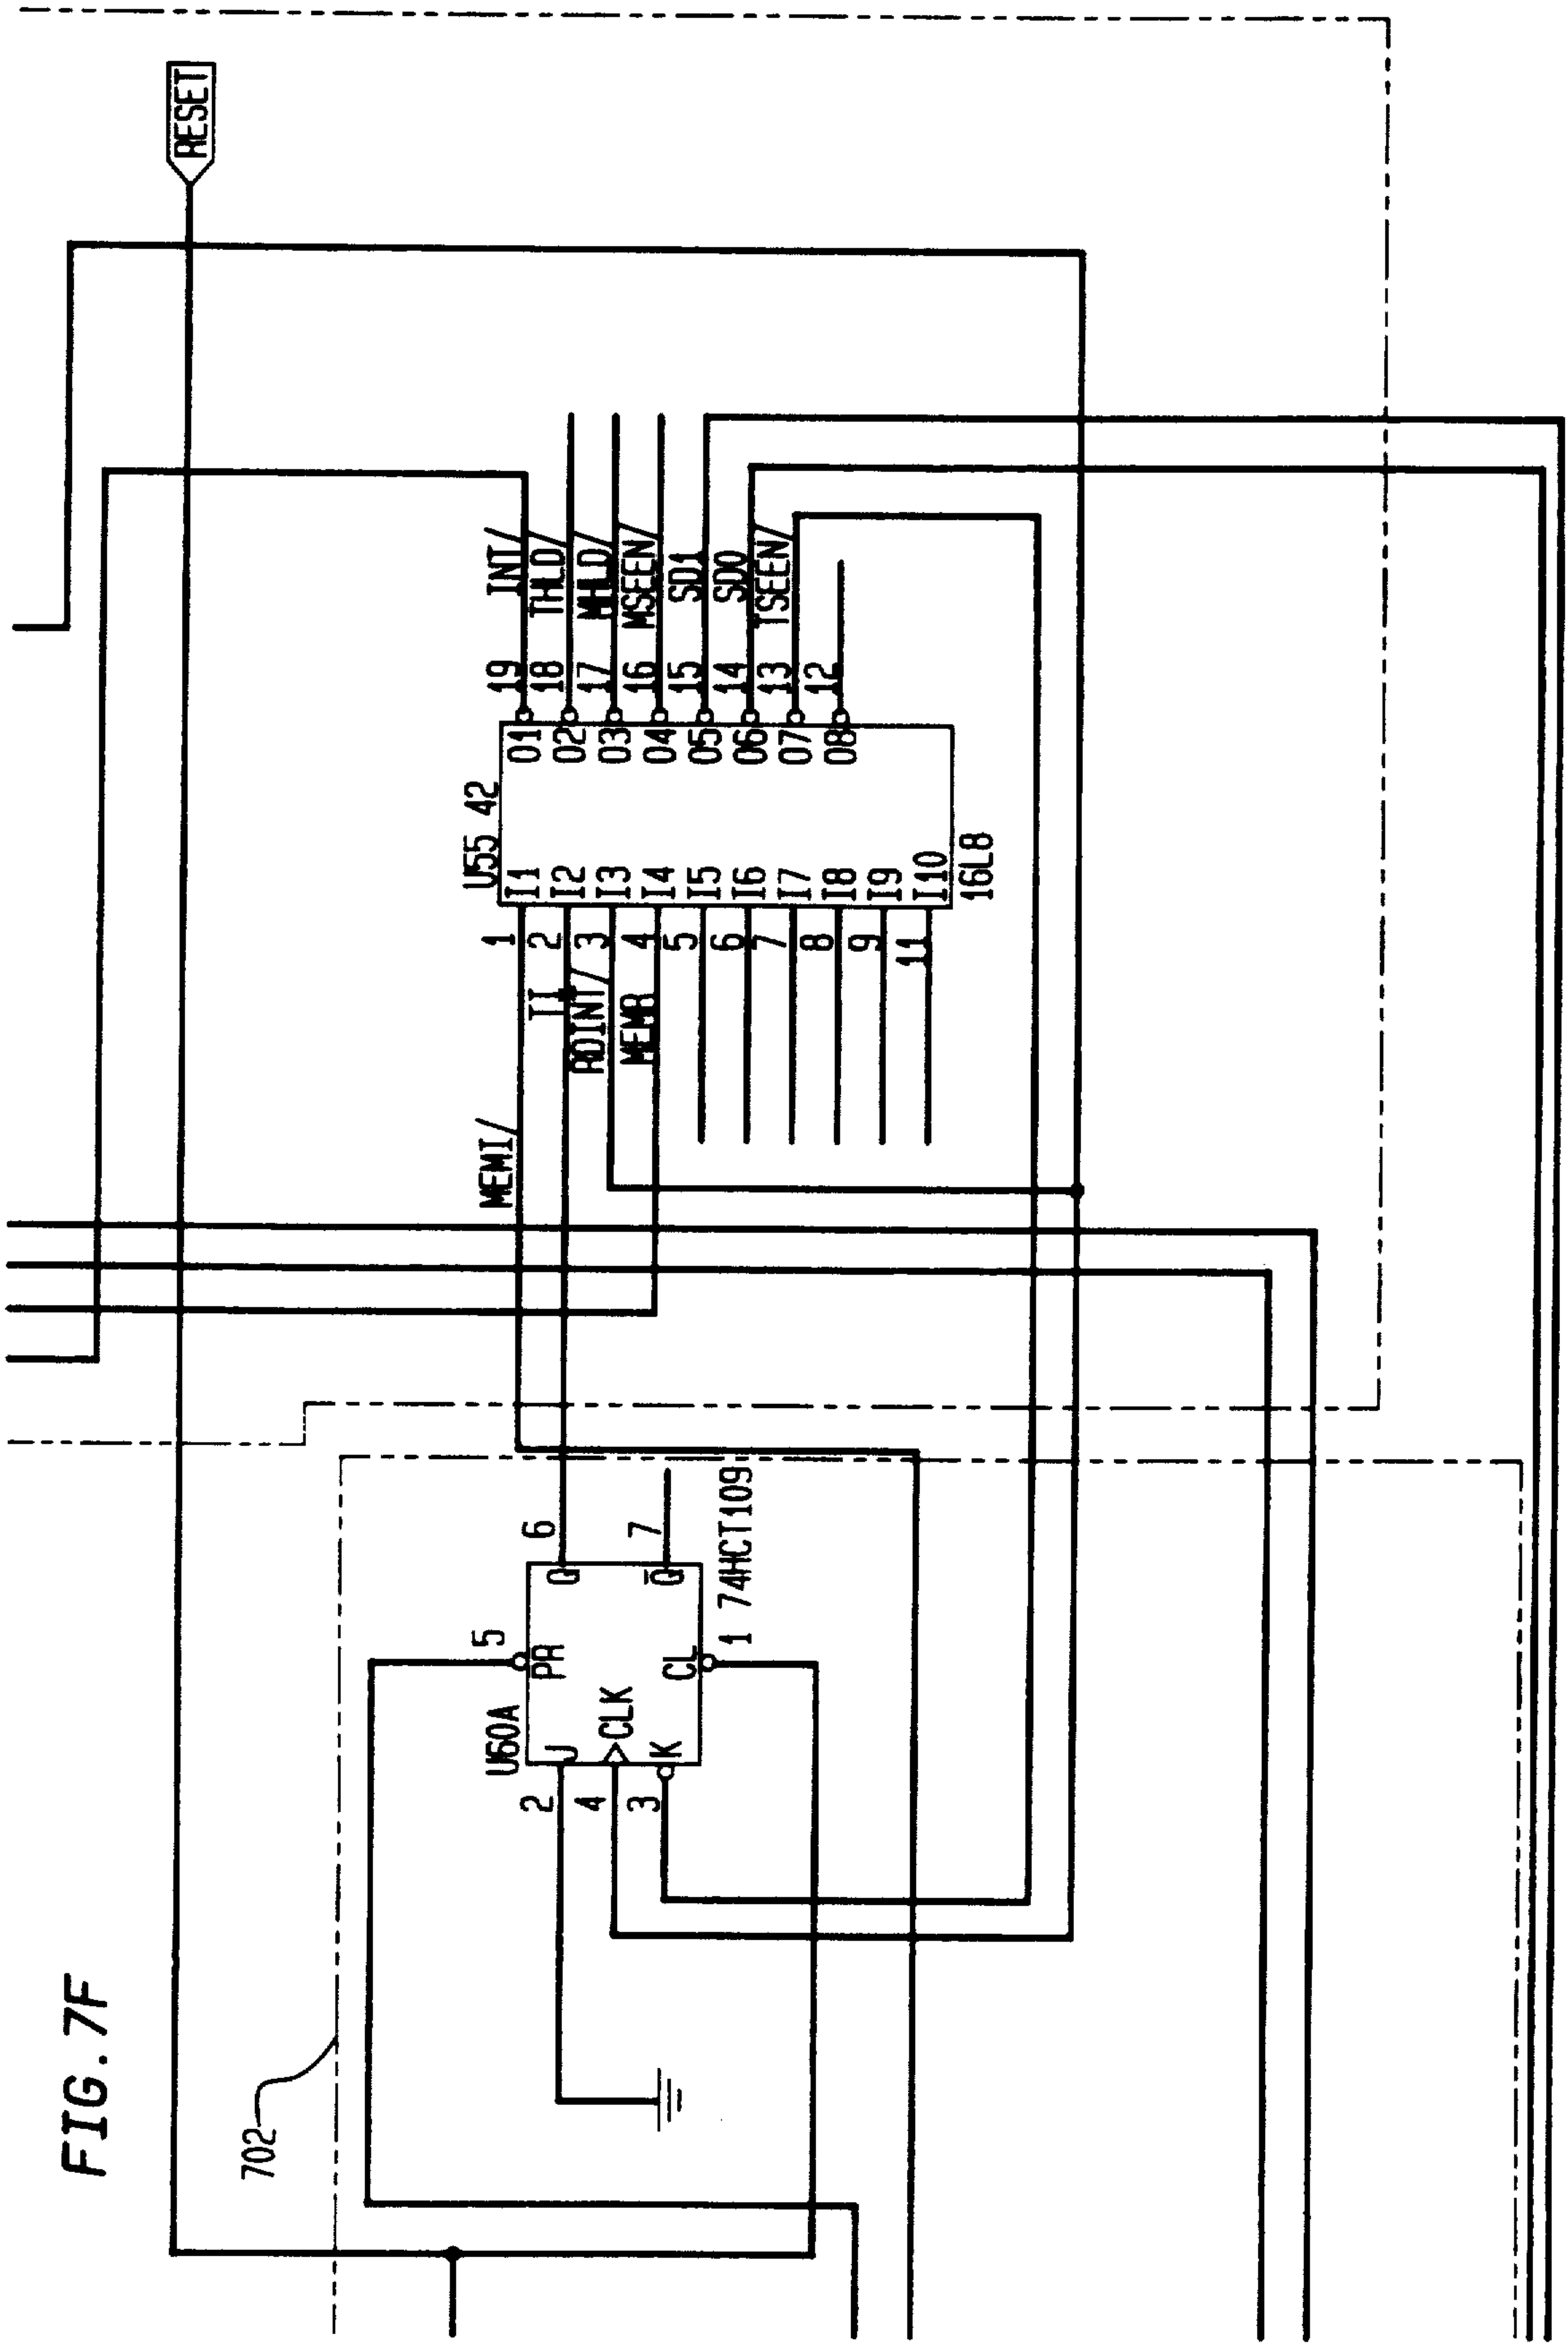 FIG. 7F
702
RESET
U60A
5
PR
2
J
Q
6
4
CLK
3
K
CL
Q̅
7
1
74HCT109
MEMI/
TI
RDINT/
MEMR
U55 42
1
I1
O1
19
INT/
2
I2
O2
18
THLD/
3
I3
O3
17
MHLD/
4
I4
O4
16
MSEEN/
5
I5
O5
15
SD1
6
I6
O6
14
SD0
7
I7
O7
13
TSEEN/
8
I8
O8
12
9
I9
11
I10
16L8